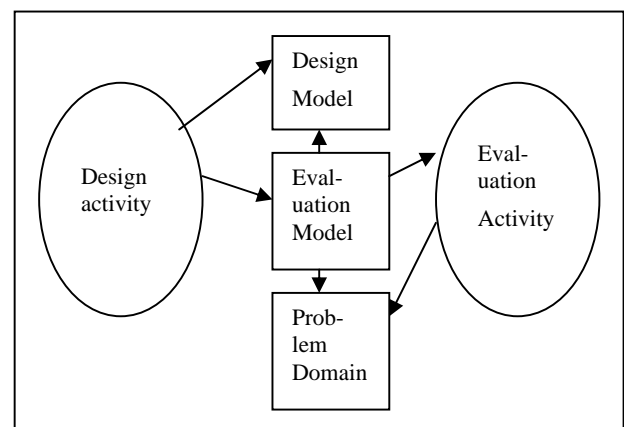 Design
Model
Design
activity
Eval-
uation
Model
Eval-
uation
Activity
Prob-
lem
Domain